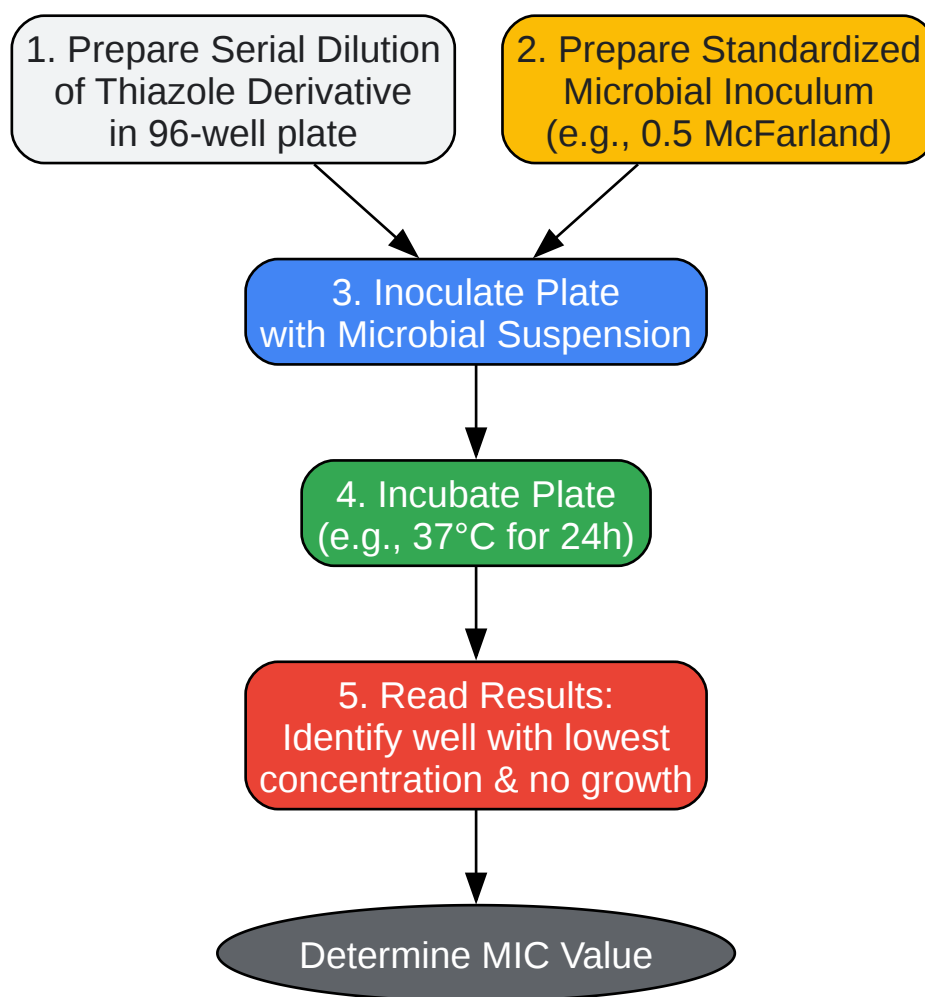 1. Prepare Serial Dilution
of Thiazole Derivative
in 96-well plate
2. Prepare Standardized
Microbial Inoculum
(e.g., 0.5 McFarland)
3. Inoculate Plate
with Microbial Suspension
4. Incubate Plate
(e.g., 37°C for 24h)
5. Read Results:
Identify well with lowest
concentration & no growth
Determine MIC Value